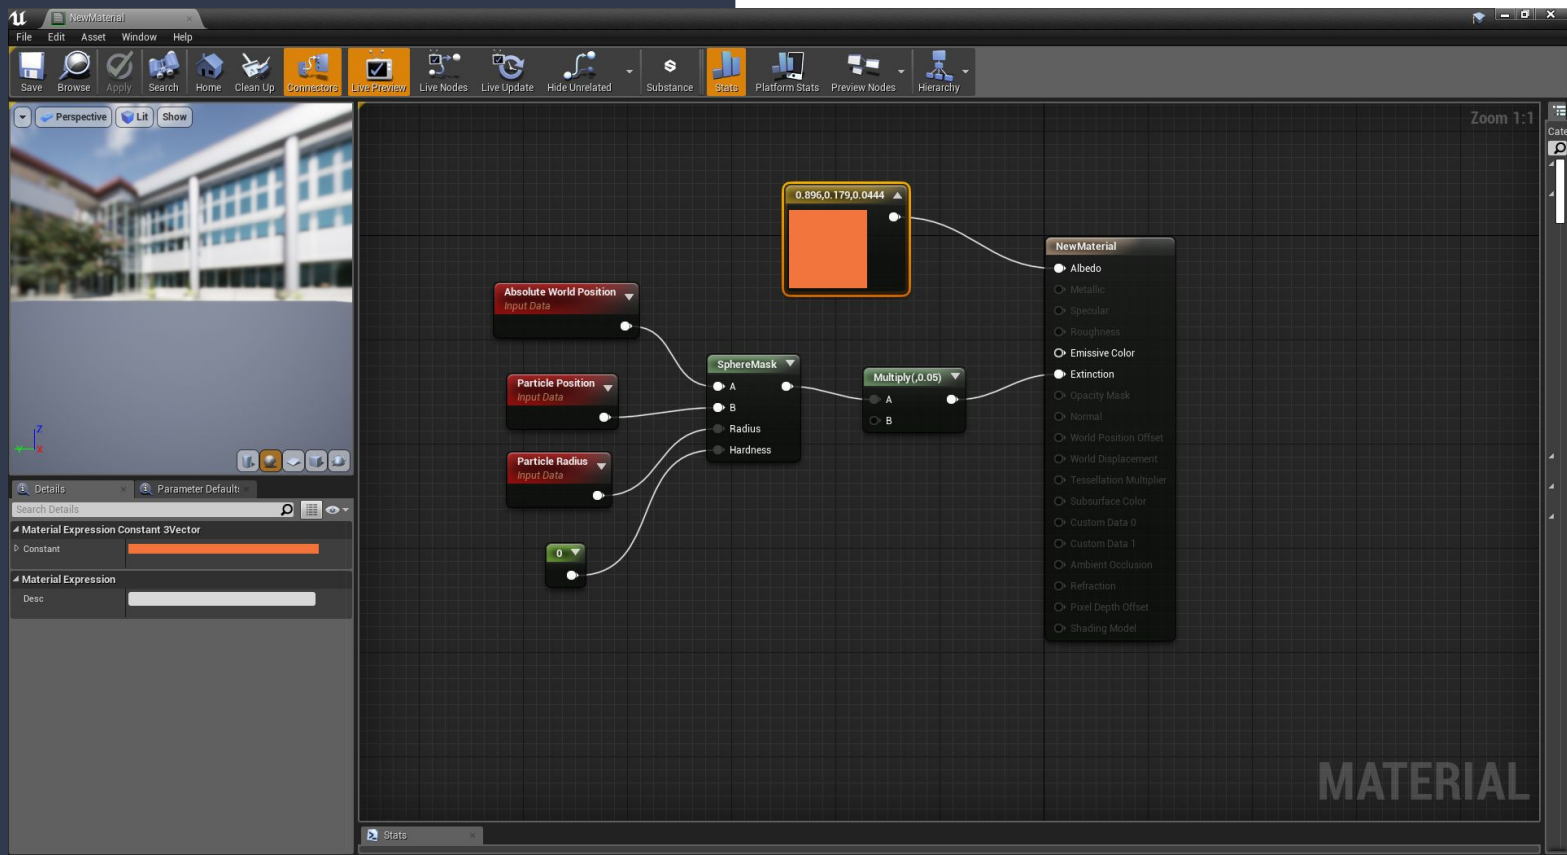 NewMaterial
File Edit Asset Window Help
Save Browse Apply Search Home Clean Up Connectors Live Preview Live Nodes Live Update Hide Unrelated Substance Stats Platform Stats Preview Nodes Hierarchy
Perspective Lit Show
Zoom 1:1
Cate
0.896,0.179,0.0444
NewMaterial
Albedo
Metallic
Specular
Roughness
Emissive Color
Extinction
Opacity Mask
Normal
World Position Offset
World Displacement
Tessellation Multiplier
Subsurface Color
Custom Data 0
Custom Data 1
Ambient Occlusion
Refraction
Pixel Depth Offset
Shading Model
Absolute World Position
Input Data
Particle Position
Input Data
Particle Radius
Input Data
0
SphereMask
A
B
Radius
Hardness
Multiply(,0.05)
A
B
Z
Y
X
Details Parameter Default
Search Details
Material Expression Constant 3Vector
Constant
Material Expression
Desc
MATERIAL
Stats